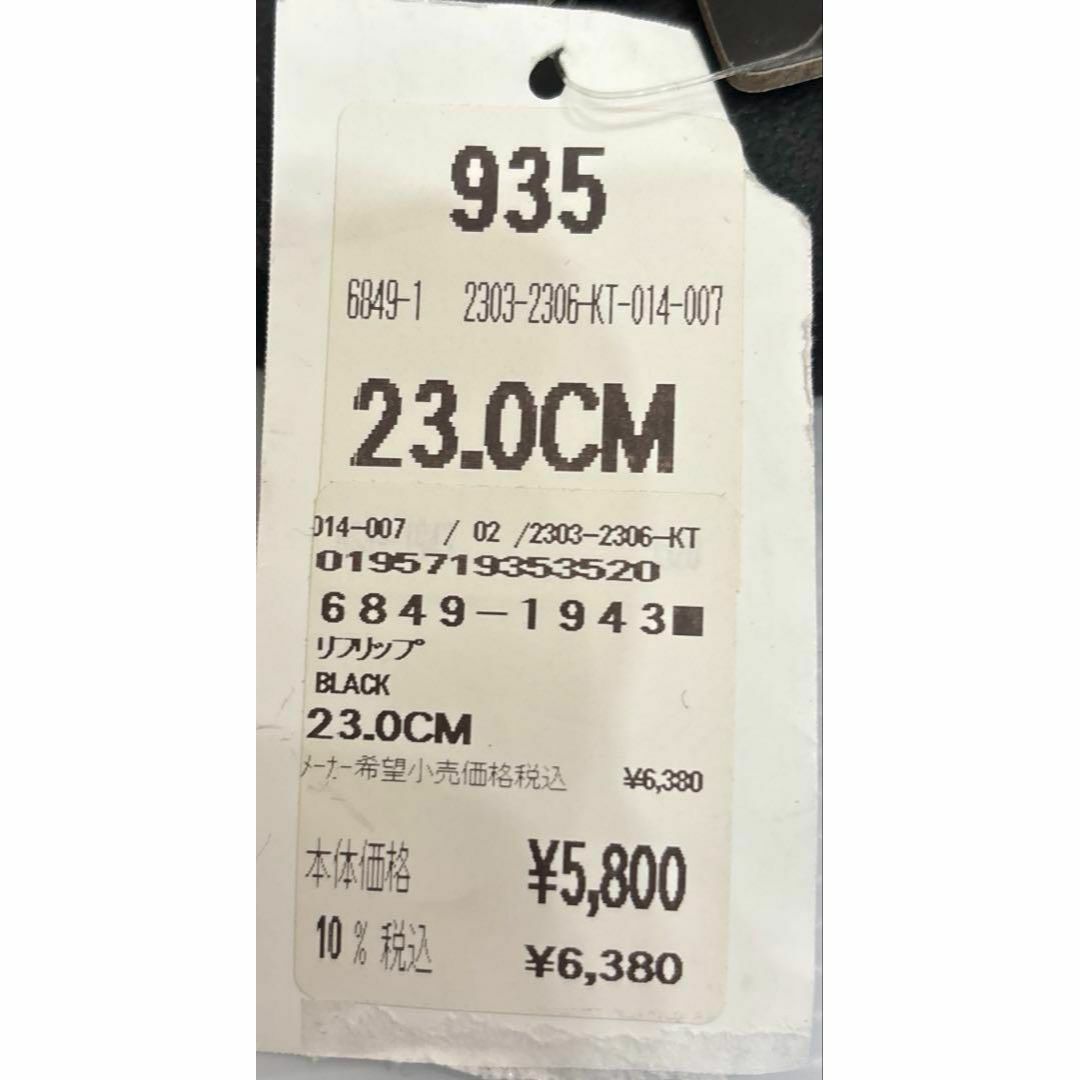 935
6849-1 2303-2306-KT-014-007
23.0CM
014-007 / 02 /2303-2306-KT
0195719353520
6849-1943■
リフリップ
BLACK
23.0CM
メーカー希望小売価格税込 ¥6,380
本体価格 ¥5,800
10 % 税込 ¥6,380